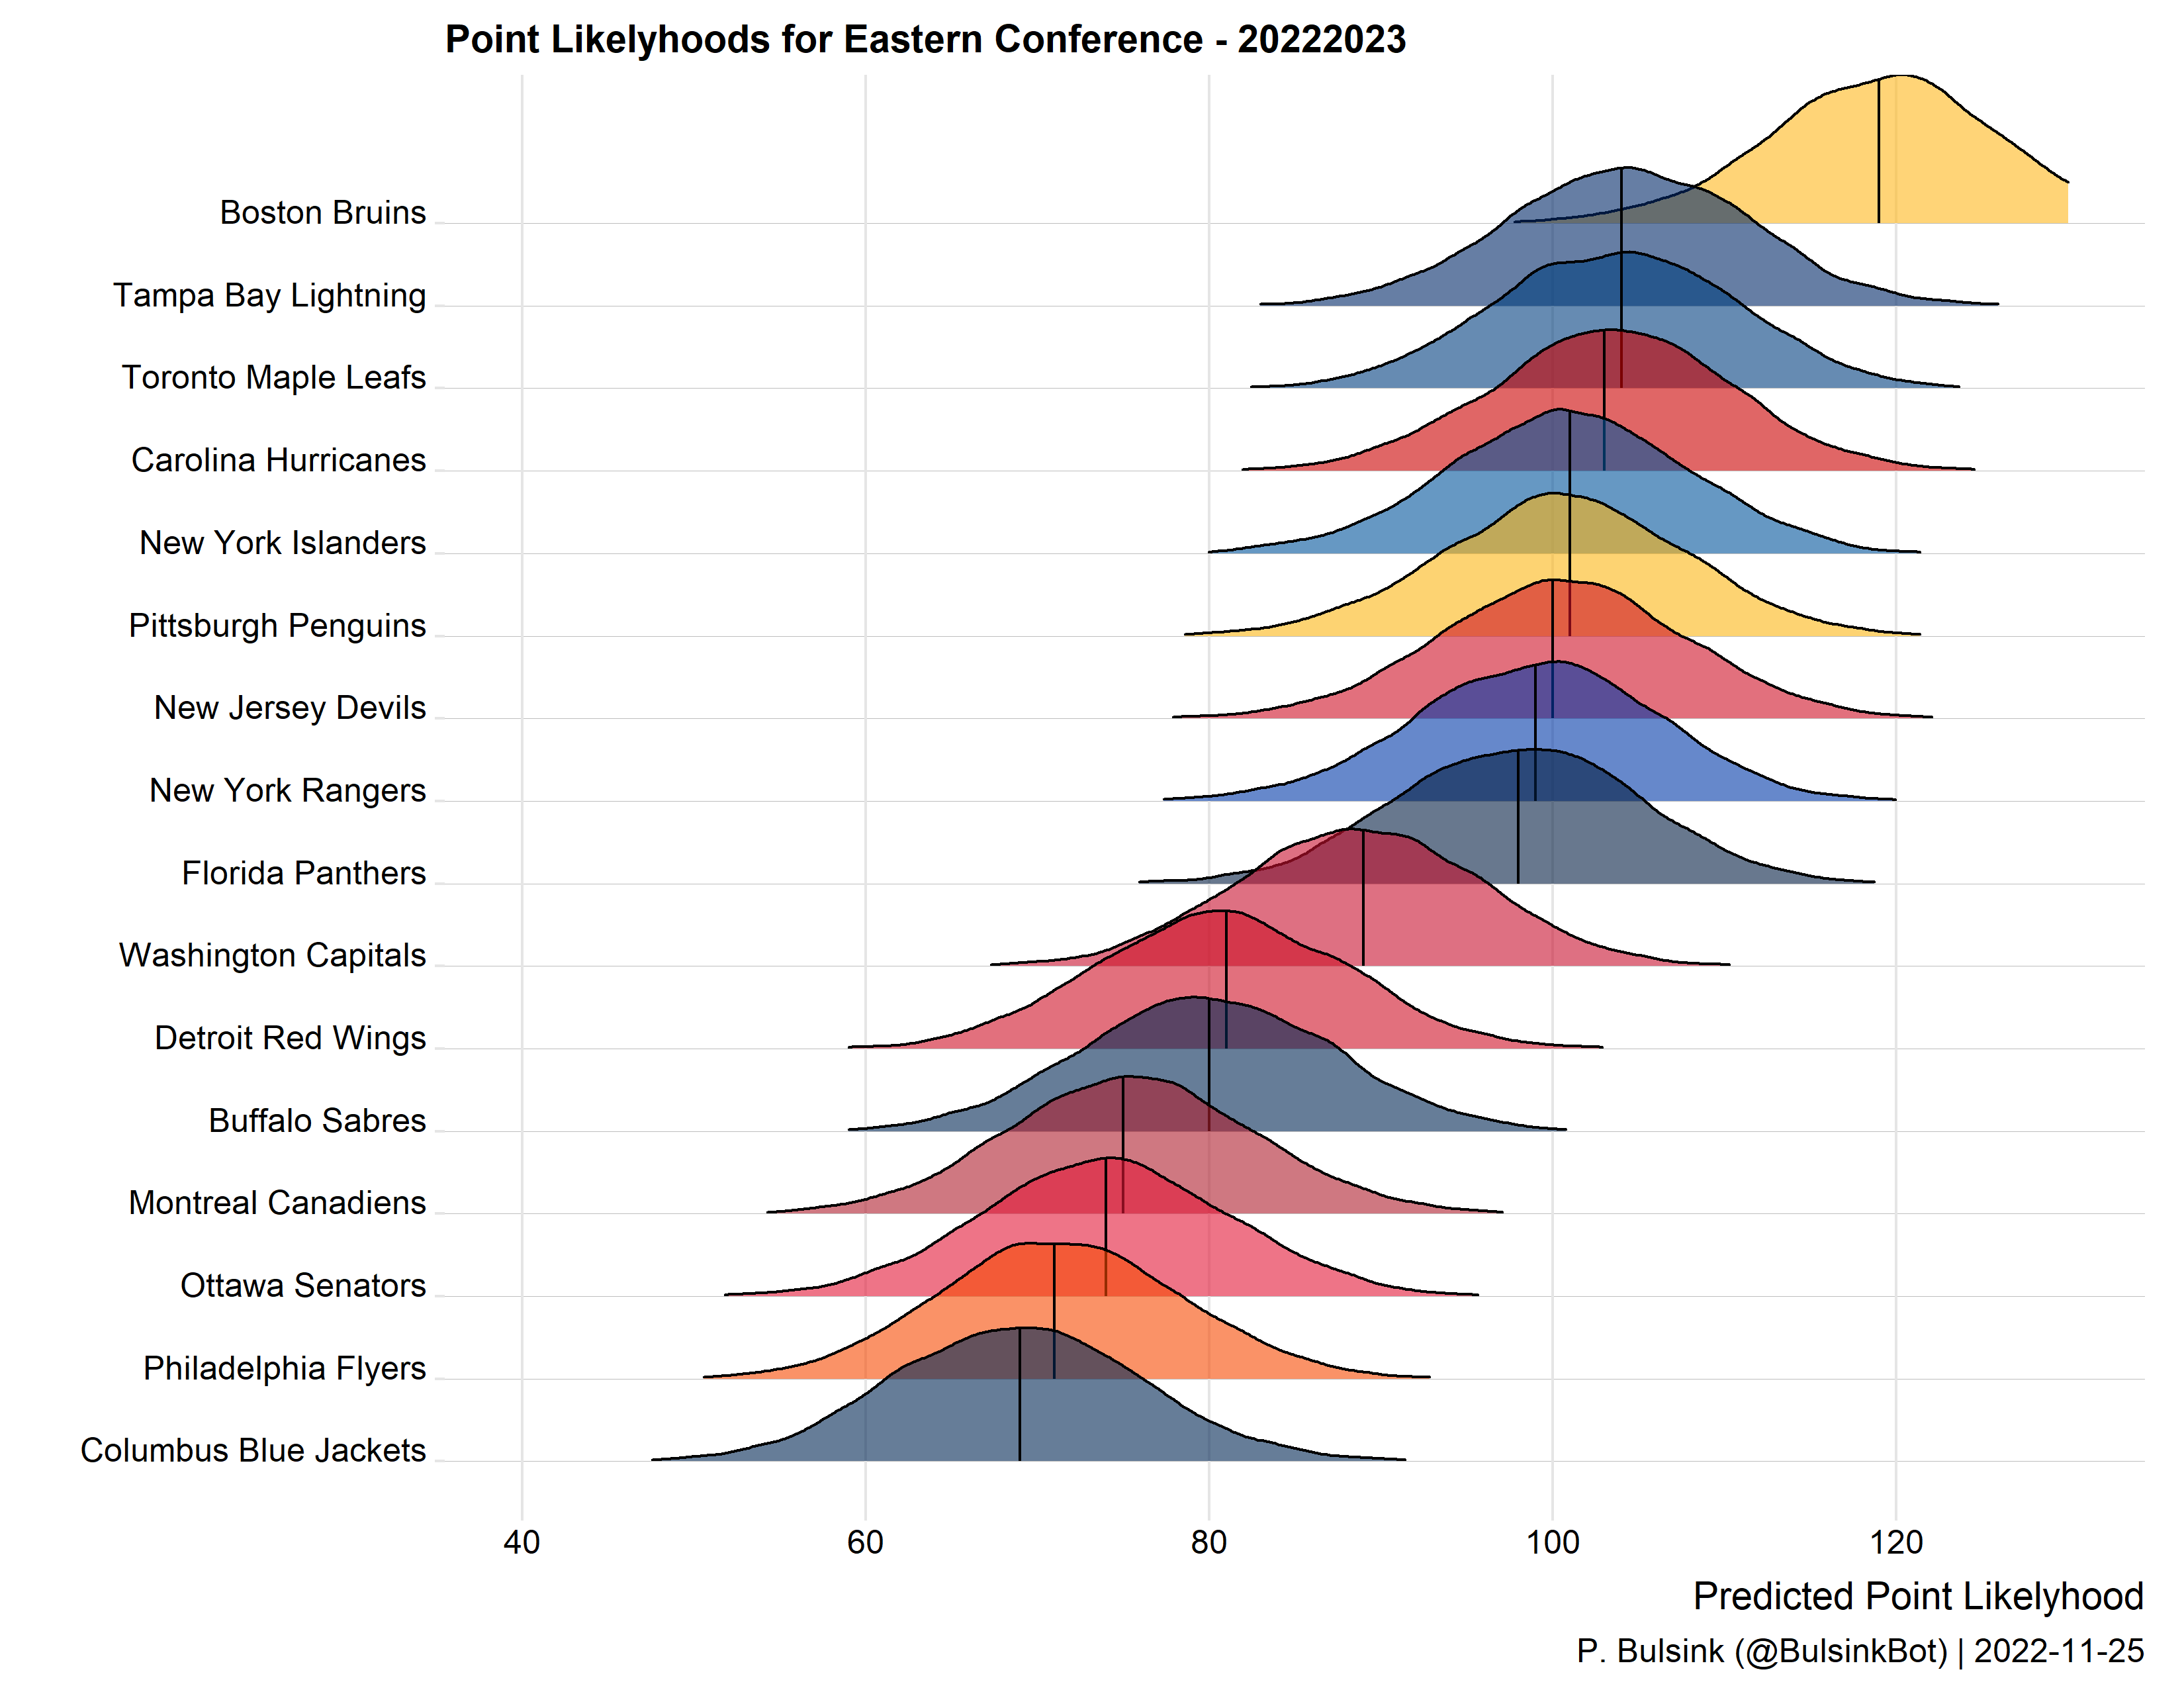 Point Likelyhoods for Eastern Conference - 20222023
Boston Bruins
Tampa Bay Lightning
Toronto Maple Leafs
Carolina Hurricanes
New York Islanders
Pittsburgh Penguins
New Jersey Devils
New York Rangers
Florida Panthers
Washington Capitals
Detroit Red Wings
Buffalo Sabres
Montreal Canadiens
Ottawa Senators
Philadelphia Flyers
Columbus Blue Jackets
40 60 80 100 120
Predicted Point Likelyhood
P. Bulsink (@BulsinkBot) | 2022-11-25